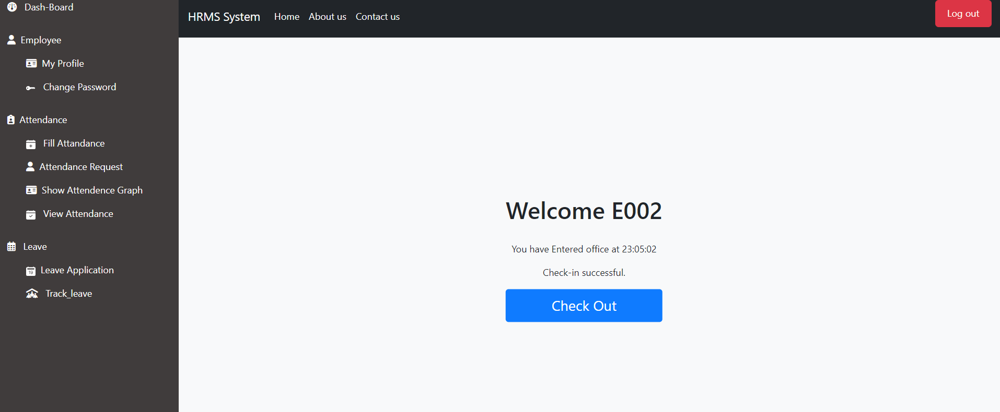 Dash-Board
Employee
My Profile
Change Password
Attendance
Fill Attandance
Attendance Request
Show Attendence Graph
View Attendance
Leave
19
Leave Application
Track_leave
HRMS System Home About us Contact us
Log out
Welcome E002
You have Entered office at 23:05:02
Check-in successful.
Check Out